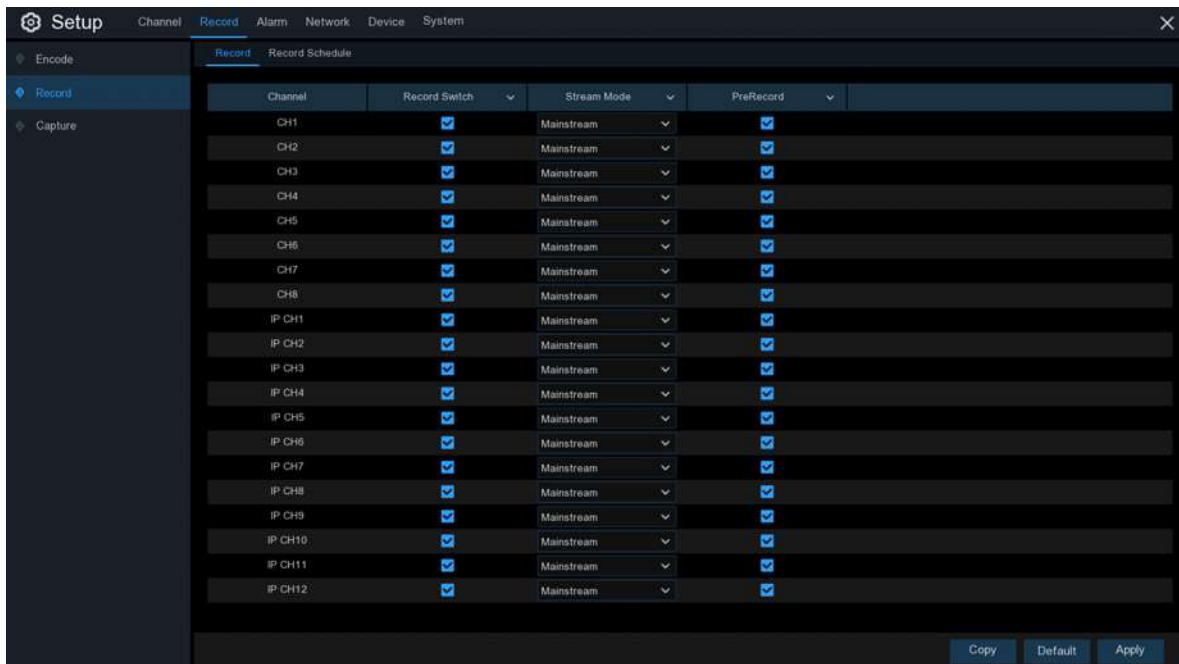 Setup Channel Record Alarm Network Device System
Encode
Record
Capture
Record Record Schedule
Channel Record Switch Stream Mode PreRecord
CH1 Mainstream
CH2 Mainstream
CH3 Mainstream
CH4 Mainstream
CH5 Mainstream
CH6 Mainstream
CH7 Mainstream
CH8 Mainstream
IP CH1 Mainstream
IP CH2 Mainstream
IP CH3 Mainstream
IP CH4 Mainstream
IP CH5 Mainstream
IP CH6 Mainstream
IP CH7 Mainstream
IP CH8 Mainstream
IP CH9 Mainstream
IP CH10 Mainstream
IP CH11 Mainstream
IP CH12 Mainstream
Copy Default Apply